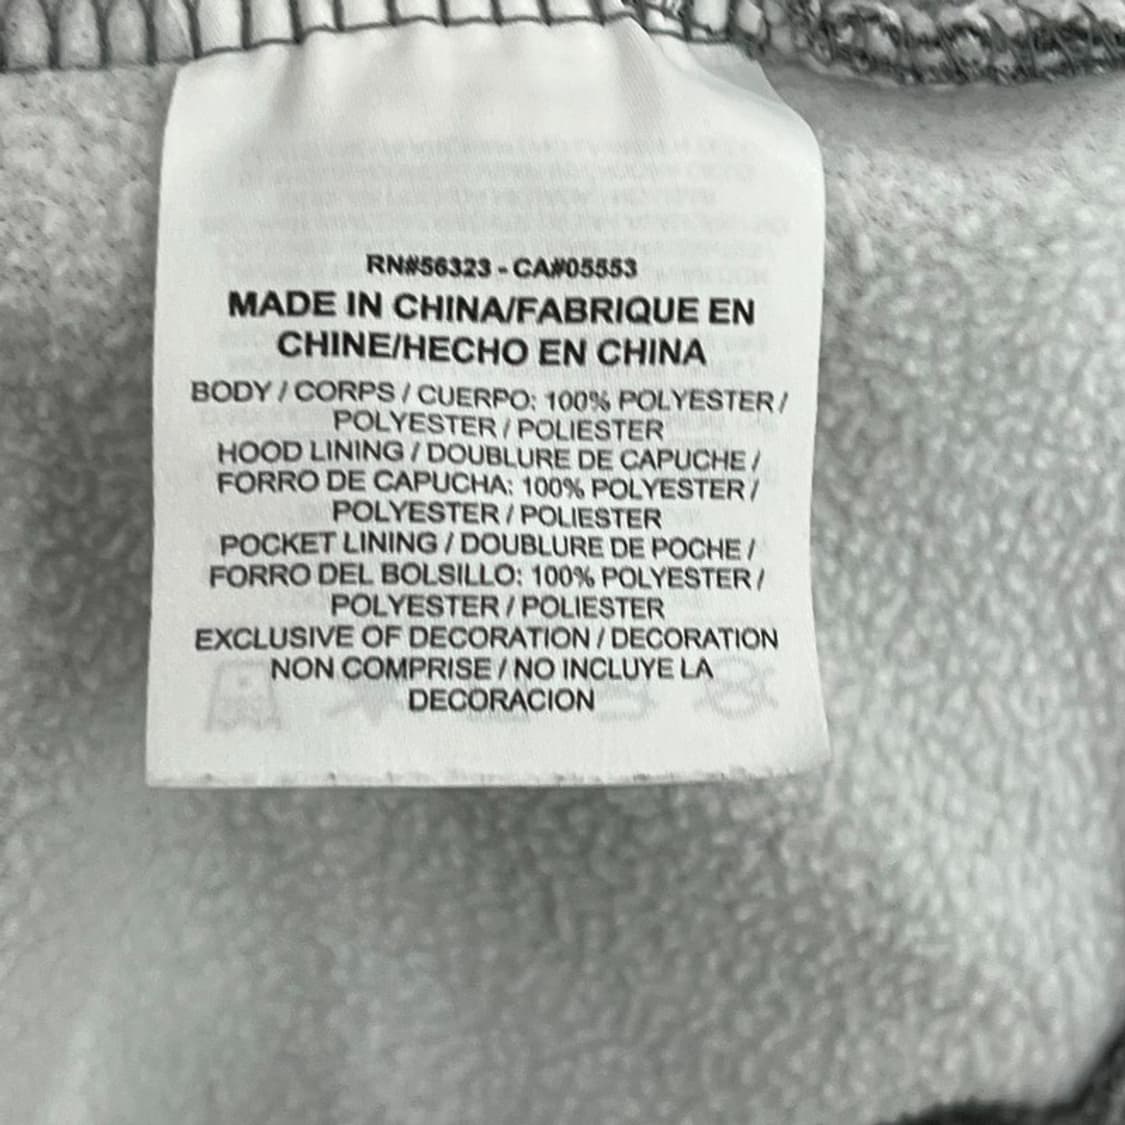 RN#56323 - CA#05553
MADE IN CHINA/FABRIQUE EN
CHINE/HECHO EN CHINA
BODY / CORPS / CUERPO: 100% POLYESTER /
POLYESTER / POLIESTER
HOOD LINING / DOUBLURE DE CAPUCHE /
FORRO DE CAPUCHA: 100% POLYESTER /
POLYESTER / POLIESTER
POCKET LINING / DOUBLURE DE POCHE /
FORRO DEL BOLSILLO: 100% POLYESTER /
POLYESTER / POLIESTER
EXCLUSIVE OF DECORATION / DECORATION
NON COMPRISE / NO INCLUYE LA
DECORACION